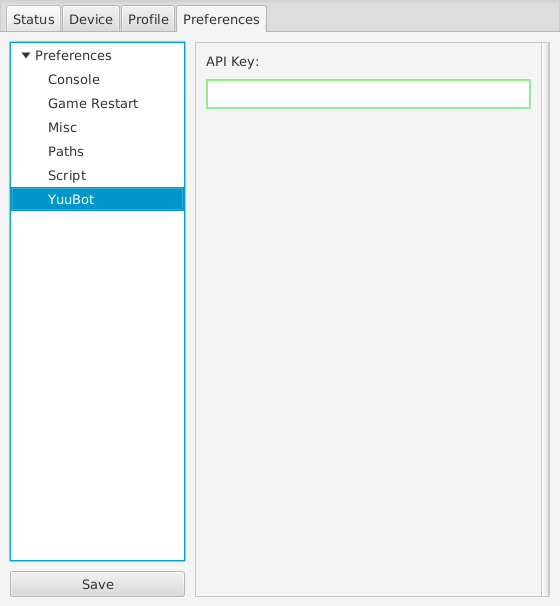 Status Device Profile Preferences
Preferences
Console
Game Restart
Misc
Paths
Script
YuuBot
Save
API Key: